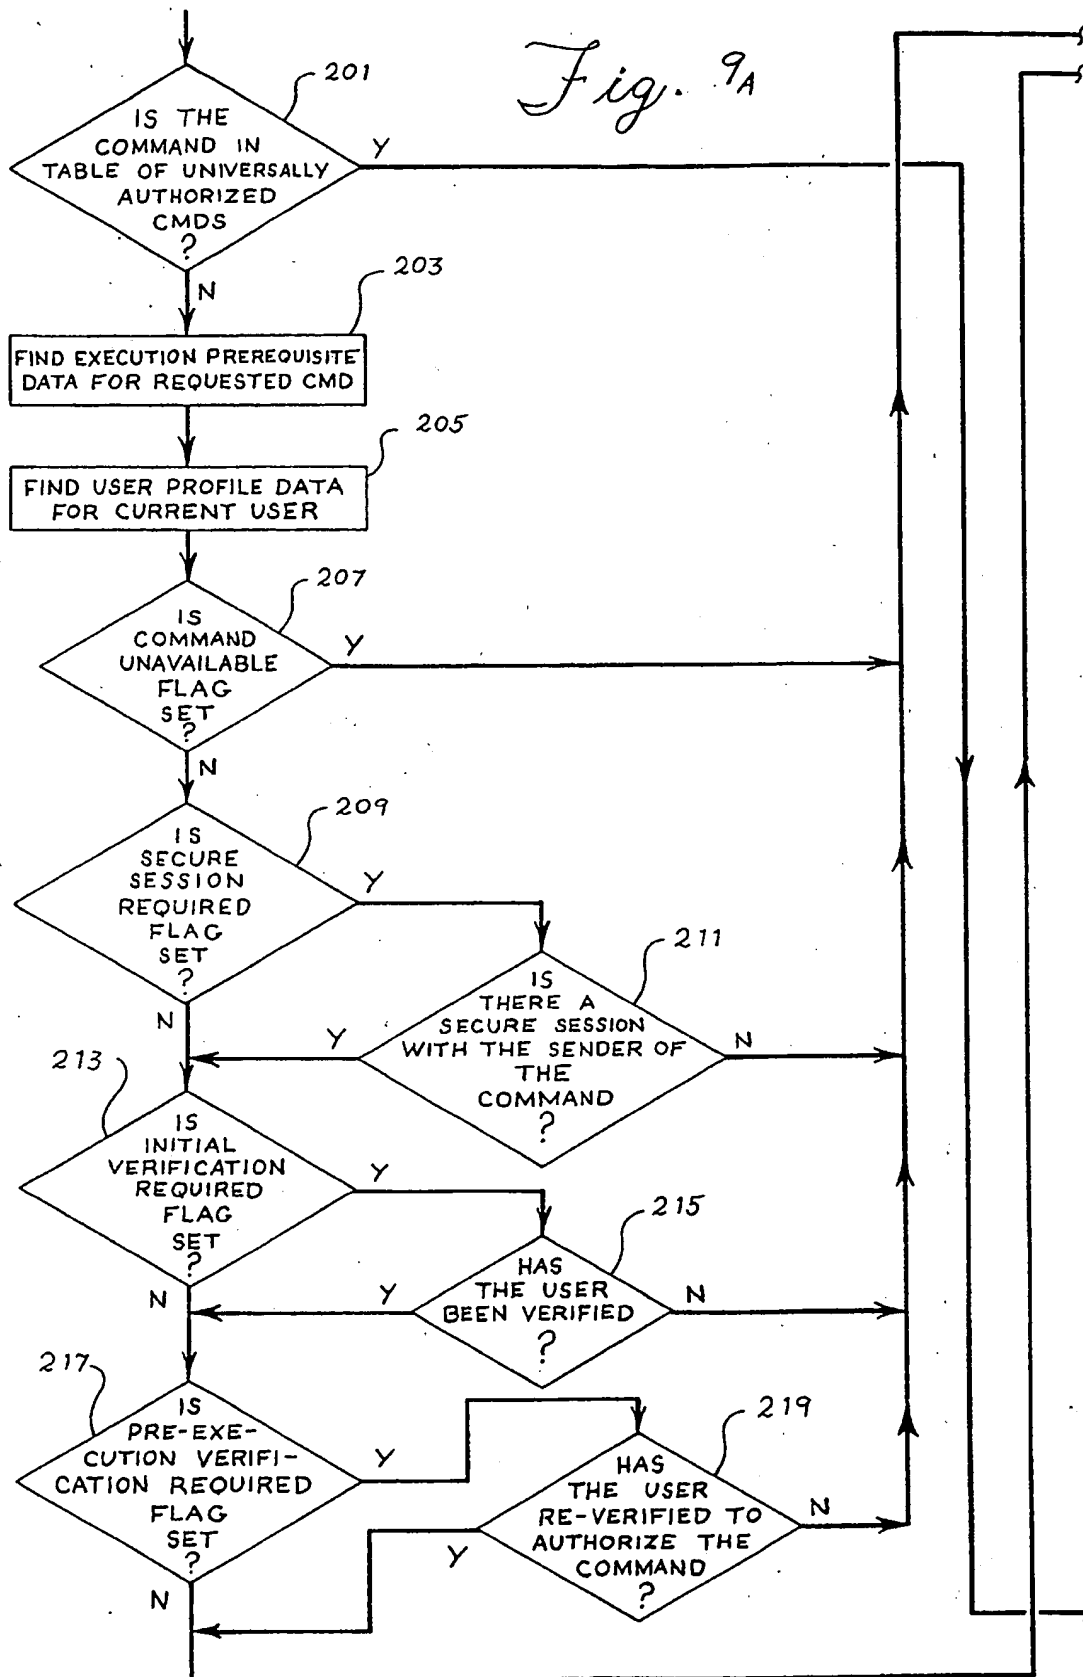 Fig. 9A
201
IS THE
COMMAND IN
TABLE OF UNIVERSALLY
AUTHORIZED
CMDS
?
Y
N
203
FIND EXECUTION PREREQUISITE
DATA FOR REQUESTED CMD
205
FIND USER PROFILE DATA
FOR CURRENT USER
207
IS
COMMAND
UNAVAILABLE
FLAG
SET
?
Y
N
209
IS
SECURE
SESSION
REQUIRED
FLAG
SET
?
Y
N
211
IS
THERE A
SECURE SESSION
WITH THE SENDER OF
THE
COMMAND
?
Y
N
213
IS
INITIAL
VERIFICATION
REQUIRED
FLAG
SET
?
Y
N
215
HAS
THE USER
BEEN VERIFIED
?
Y
N
217
IS
PRE-EXE-
CUTION VERIFI-
CATION REQUIRED
FLAG
SET
?
Y
N
219
HAS
THE USER
RE-VERIFIED TO
AUTHORIZE THE
COMMAND
?
Y
N